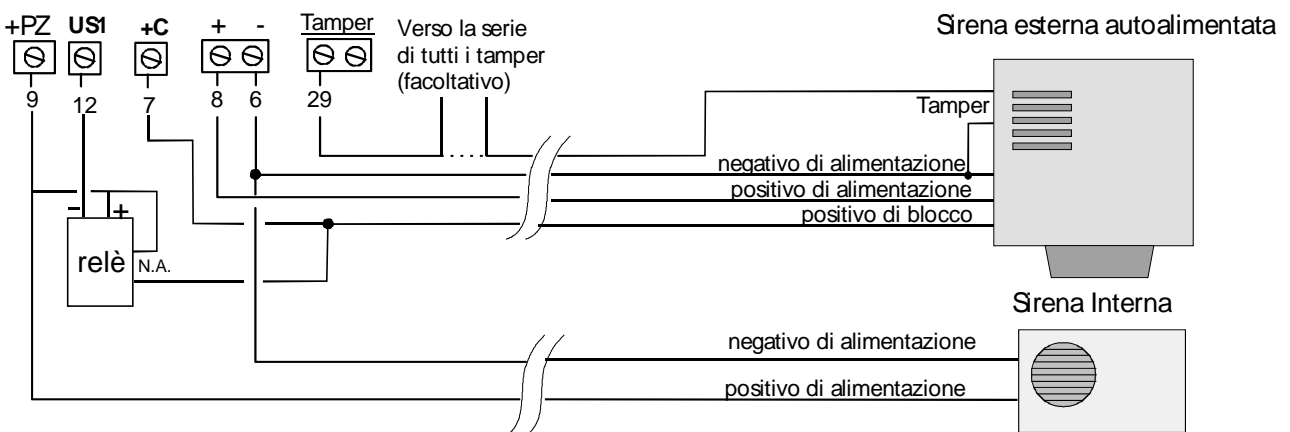 +PZ US1 +C + - Tamper
Verso la serie
di tutti i tamper
(facoltativo)
Sirena esterna autoalimentata
9 12 7 8 6 29
Tamper
negativo di alimentazione
positivo di alimentazione
positivo di blocco
- +
relè N.A.
Sirena Interna
negativo di alimentazione
positivo di alimentazione